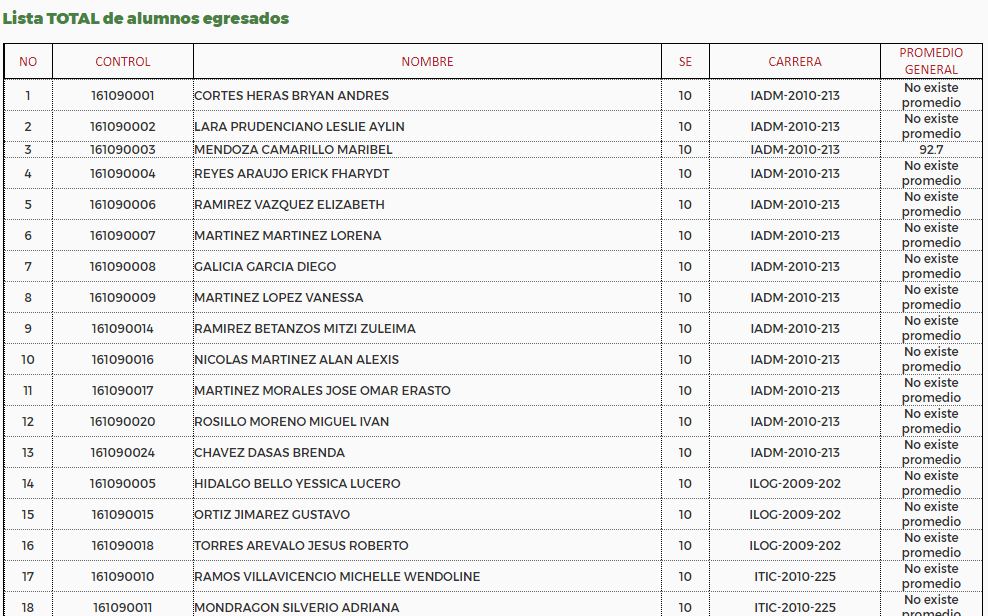 Lista TOTAL de alumnos egresados
NO CONTROL NOMBRE SE CARRERA PROMEDIO GENERAL
1 161090001 CORTES HERAS BRYAN ANDRES 10 IADM-2010-213 No existe promedio
2 161090002 LARA PRUDENCIANO LESLIE AYLIN 10 IADM-2010-213 No existe promedio
3 161090003 MENDOZA CAMARILLO MARIBEL 10 IADM-2010-213 92.7
4 161090004 REYES ARAUJO ERICK FHARYDT 10 IADM-2010-213 No existe promedio
5 161090006 RAMIREZ VAZQUEZ ELIZABETH 10 IADM-2010-213 No existe promedio
6 161090007 MARTINEZ MARTINEZ LORENA 10 IADM-2010-213 No existe promedio
7 161090008 GALICIA GARCIA DIEGO 10 IADM-2010-213 No existe promedio
8 161090009 MARTINEZ LOPEZ VANESSA 10 IADM-2010-213 No existe promedio
9 161090014 RAMIREZ BETANZOS MITZI ZULEIMA 10 IADM-2010-213 No existe promedio
10 161090016 NICOLAS MARTINEZ ALAN ALEXIS 10 IADM-2010-213 No existe promedio
11 161090017 MARTINEZ MORALES JOSE OMAR ERASTO 10 IADM-2010-213 No existe promedio
12 161090020 ROSILLO MORENO MIGUEL IVAN 10 IADM-2010-213 No existe promedio
13 161090024 CHAVEZ DASAS BRENDA 10 IADM-2010-213 No existe promedio
14 161090005 HIDALGO BELLO YESSICA LUCERO 10 ILOG-2009-202 No existe promedio
15 161090015 ORTIZ JIMAREZ GUSTAVO 10 ILOG-2009-202 No existe promedio
16 161090018 TORRES AREVALO JESUS ROBERTO 10 ILOG-2009-202 No existe promedio
17 161090010 RAMOS VILLAVICENCIO MICHELLE WENDOLINE 10 ITIC-2010-225 No existe promedio
18 161090011 MONDRAGON SILVERIO ADRIANA 10 ITIC-2010-225 No existe promedio